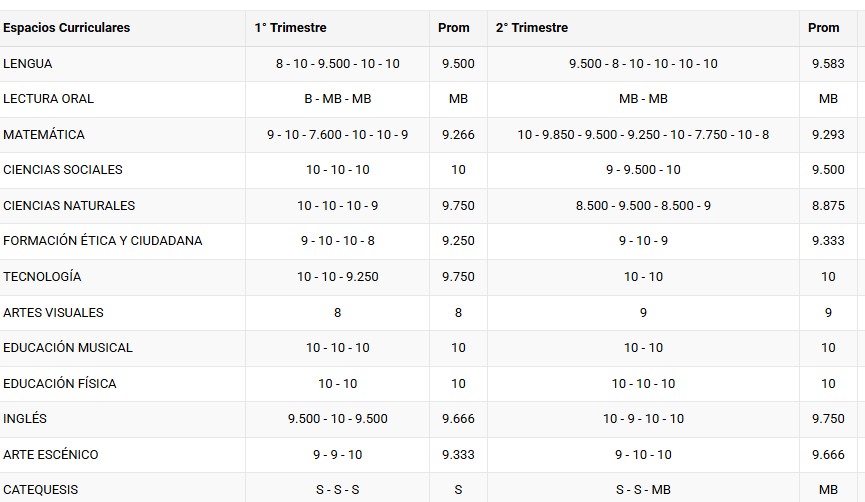 Espacios Curriculares 1° Trimestre Prom 2° Trimestre Prom
LENGUA 8 - 10 - 9.500 - 10 - 10 9.500 9.500 - 8 - 10 - 10 - 10 - 10 9.583
LECTURA ORAL B - MB - MB MB MB - MB MB
MATEMÁTICA 9 - 10 - 7.600 - 10 - 10 - 9 9.266 10 - 9.850 - 9.500 - 9.250 - 10 - 7.750 - 10 - 8 9.293
CIENCIAS SOCIALES 10 - 10 - 10 10 9 - 9.500 - 10 9.500
CIENCIAS NATURALES 10 - 10 - 10 - 9 9.750 8.500 - 9.500 - 8.500 - 9 8.875
FORMACIÓN ÉTICA Y CIUDADANA 9 - 10 - 10 - 8 9.250 9 - 10 - 9 9.333
TECNOLOGÍA 10 - 10 - 9.250 9.750 10 - 10 10
ARTES VISUALES 8 8 9 9
EDUCACIÓN MUSICAL 10 - 10 - 10 10 10 - 10 10
EDUCACIÓN FÍSICA 10 - 10 10 10 - 10 - 10 10
INGLÉS 9.500 - 10 - 9.500 9.666 10 - 9 - 10 - 10 9.750
ARTE ESCÉNICO 9 - 9 - 10 9.333 9 - 10 - 10 9.666
CATEQUESIS S - S - S S S - S - MB MB